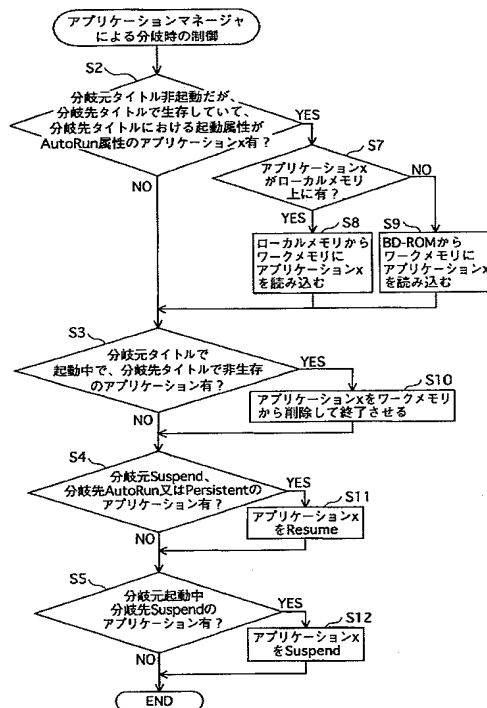 アプリケーションマネージャ
による分岐時の制御
S2
分岐元タイトル非起動だが、
分岐先タイトルで生存していて、
分岐先タイトルにおける起動属性が
AutoRun属性のアプリケーションx有？
YES
NO
S7
アプリケーションx
がローカルメモリ
上に有？
NO
YES
S8
ローカルメモリから
ワークメモリに
アプリケーションx
を読み込む
S9
BD-ROMから
ワークメモリに
アプリケーションx
を読み込む
S3
分岐元タイトルで
起動中で、分岐先タイトルで非生存
のアプリケーション有？
YES
NO
S10
アプリケーションxをワークメモリ
から削除して終了させる
S4
分岐元Suspend、
分岐先AutoRun又はPersistentの
アプリケーション有？
YES
NO
S11
アプリケーションx
をResume
S5
分岐元起動中
分岐先Suspendの
アプリケーション有？
YES
NO
S12
アプリケーションx
をSuspend
END